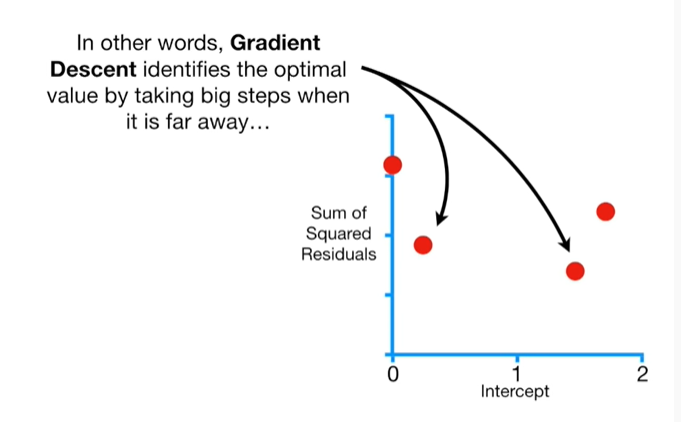 In other words, Gradient
Descent identifies the optimal
value by taking big steps when
it is far away…
Sum of
Squared
Residuals
0
1
2
Intercept